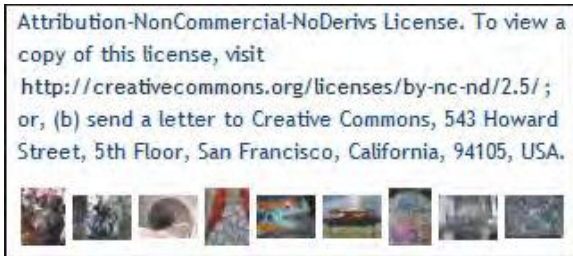 Attribution-NonCommercial-NoDerivs License. To view a
copy of this license, visit
http://creativecommons.org/licenses/by-nc-nd/2.5/ ;
or, (b) send a letter to Creative Commons, 543 Howard
Street, 5th Floor, San Francisco, California, 94105, USA.